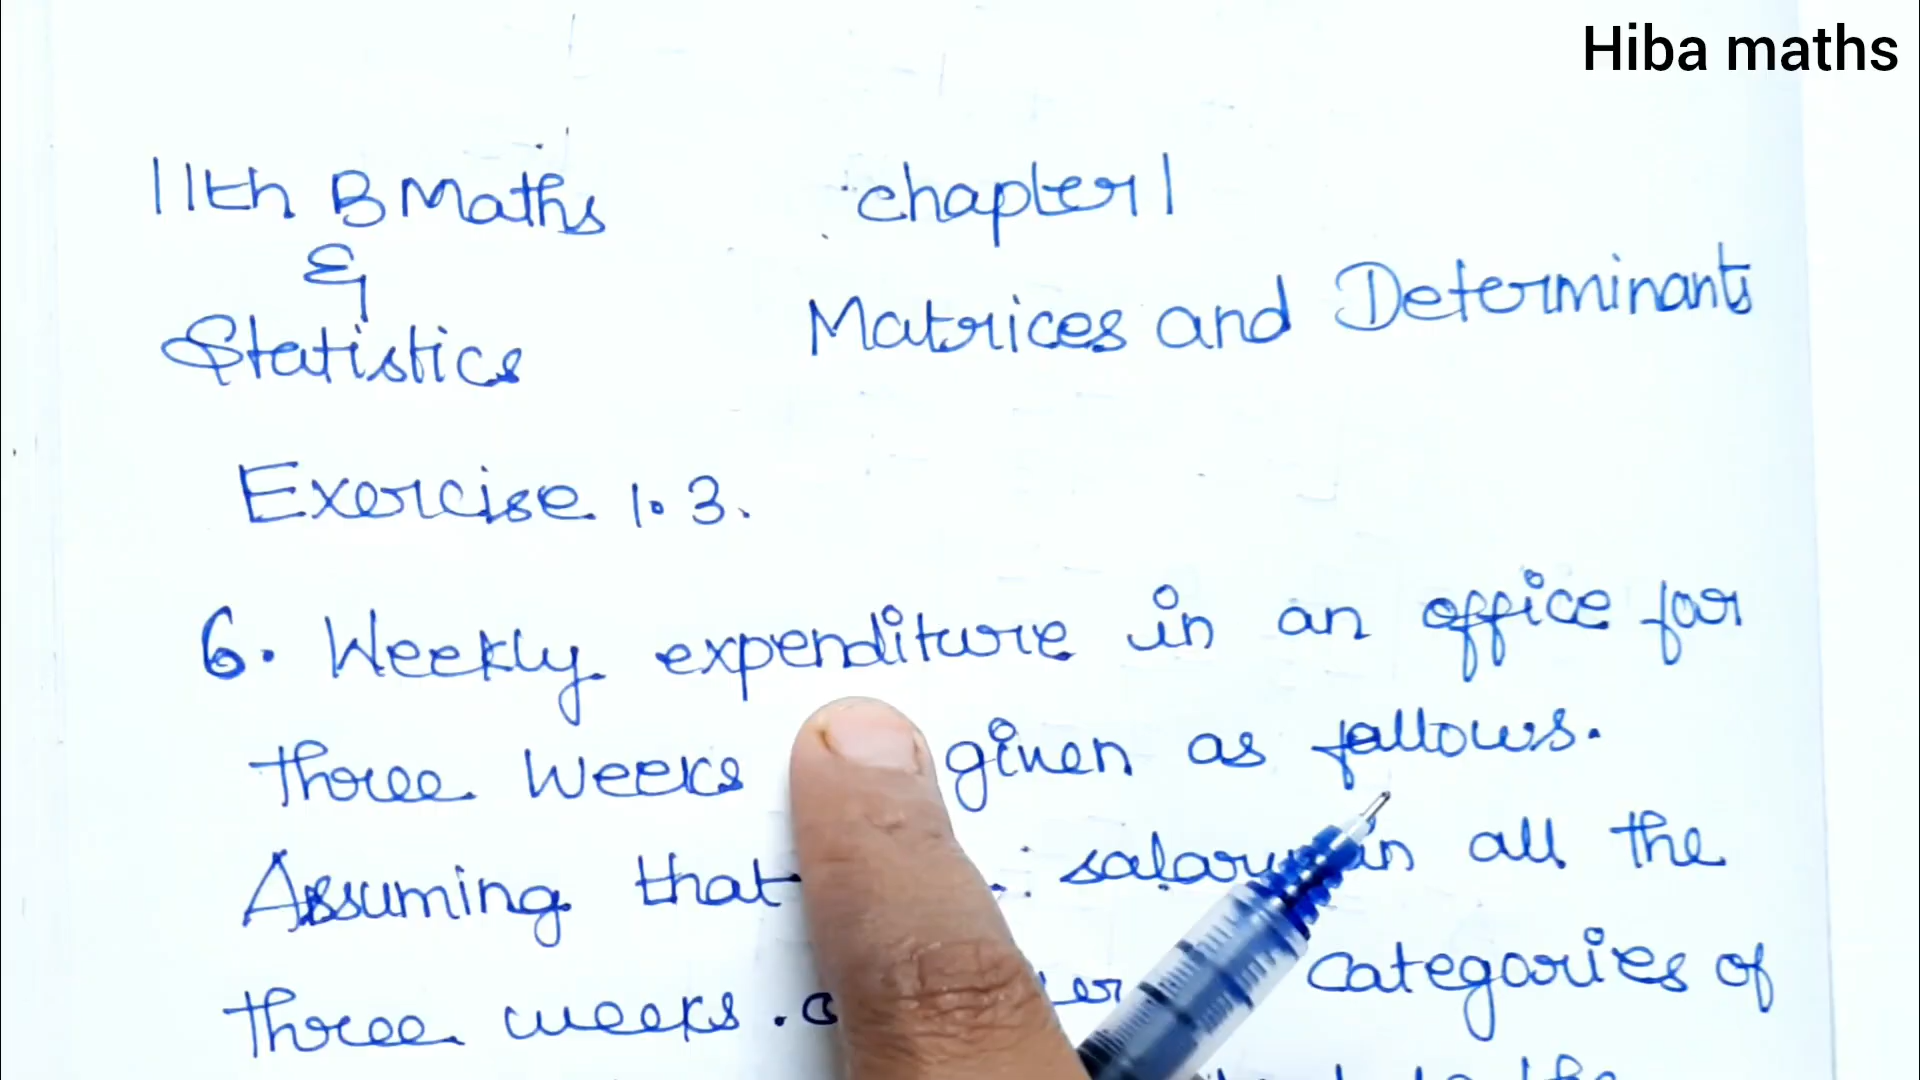 Hiba maths
11th B Maths
&
Statistics
chapter 1
Matrices and Determinants
Exercise 1.3.
6. Weekly expenditure in an office for
three weeks given as follows.
Assuming that salary in all the
three weeks. categories of
the